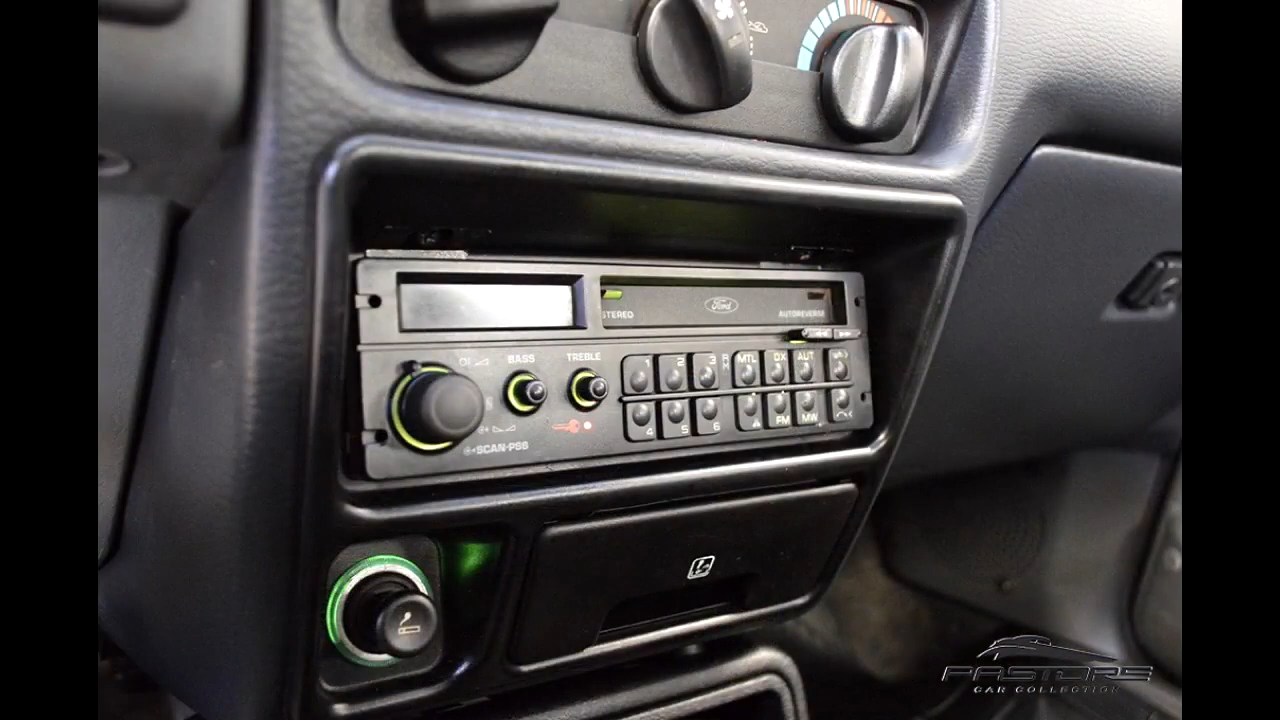 STEREO
Ford
AUTOREVERSE
BASS
TREBLE
1 2 3 MTL DX AUT
4 5 6 FM MW
SCAN-PSS
PASTORE
CAR COLLECTION